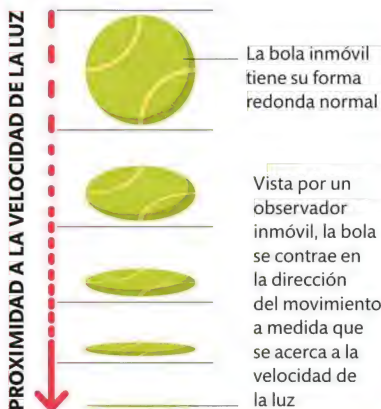 PROXIMIDAD A LA VELOCIDAD DE LA LUZ
La bola inmóvil
tiene su forma
redonda normal
Vista por un
observador
inmóvil, la bola
se contrae en
la dirección
del movimiento
a medida que
se acerca a la
velocidad de
la luz